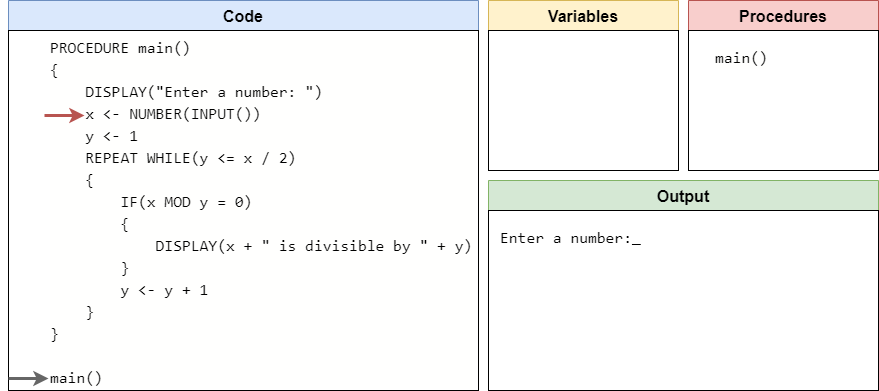 Code
PROCEDURE main()
{
DISPLAY("Enter a number: ")
x <- NUMBER(INPUT())
y <- 1
REPEAT WHILE(y <= x / 2)
{
IF(x MOD y = 0)
{
DISPLAY(x + " is divisible by " + y)
}
y <- y + 1
}
}
main()
Variables
Procedures
main()
Output
Enter a number:_